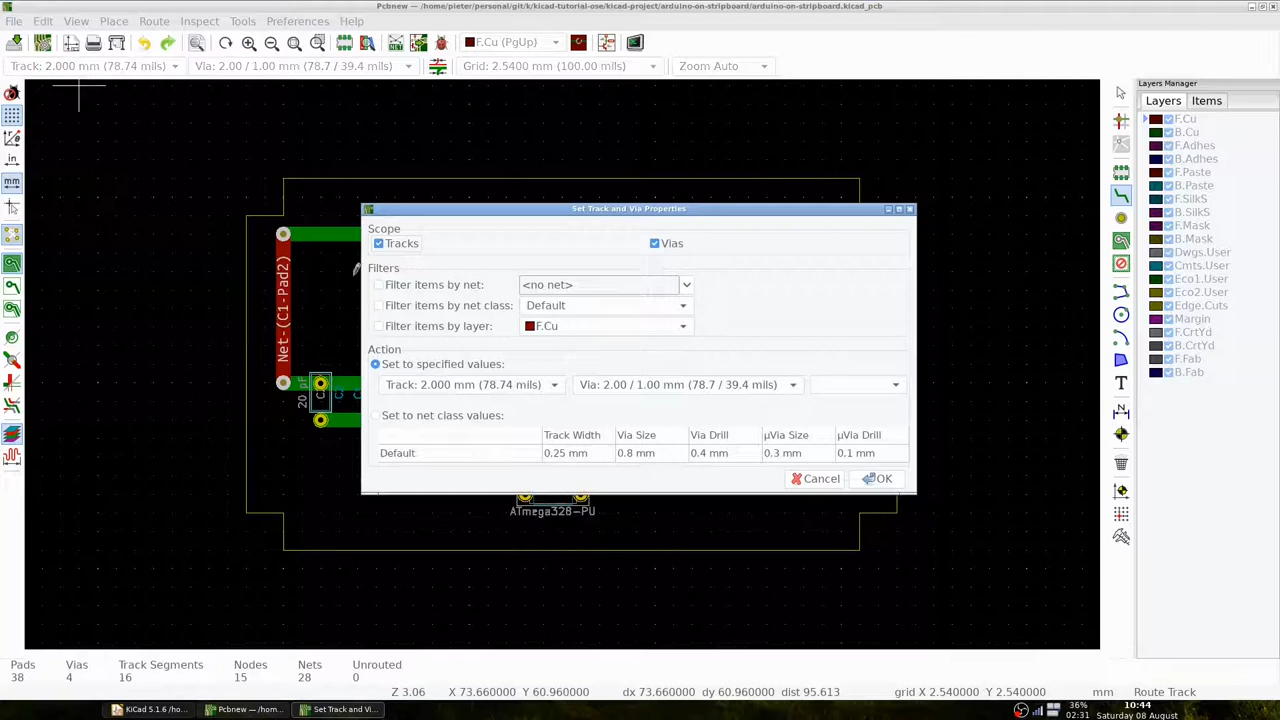 Pcbnew — /home/pieter/personal/git/k/kicad-tutorial-ose/kicad-project/arduino-on-stripboard/arduino-on-stripboard.kicad_pcb
File Edit View Place Route Inspect Tools Preferences Help
F.Cu (PgUp)
Track: 2.000 mm (78.74 mils) Via: 2.00 / 1.00 mm (78.7 / 39.4 mils) Grid: 2.5400 mm (100.00 mils) Zoom Auto
Layers Manager
Layers Items
F.Cu
B.Cu
F.Adhes
B.Adhes
F.Paste
B.Paste
F.SilkS
B.SilkS
F.Mask
B.Mask
Dwgs.User
Cmts.User
Eco1.User
Eco2.User
Edge.Cuts
Margin
F.CrtYd
B.CrtYd
F.Fab
B.Fab
in
mm
Net-(C1-Pad2)
20 pF
ATmega328-PU
Set Track and Via Properties
Scope
Tracks Vias
Filters
Filter items by net: <no net>
Filter items by net class: Default
Filter items by layer: F.Cu
Action
Set to specified values:
Track: 2.000 mm (78.74 mils) Via: 2.00 / 1.00 mm (78.7 / 39.4 mils)
Set to net class values:
Track Width Via Size Via Drill µVia Size µVia Drill
Default 0.25 mm 0.8 mm 0.4 mm 0.3 mm 0.1 mm
Cancel OK
Pads Vias Track Segments Nodes Nets Unrouted
38 4 16 15 28 0
Z 3.06 X 73.660000 Y 60.960000 dx 73.660000 dy 60.960000 dist 95.613 grid X 2.540000 Y 2.540000 mm Route Track
KiCad 5.1.6 /ho... Pcbnew — /hom... Set Track and Vi...
36% 10:44
02:31 Saturday 08 August